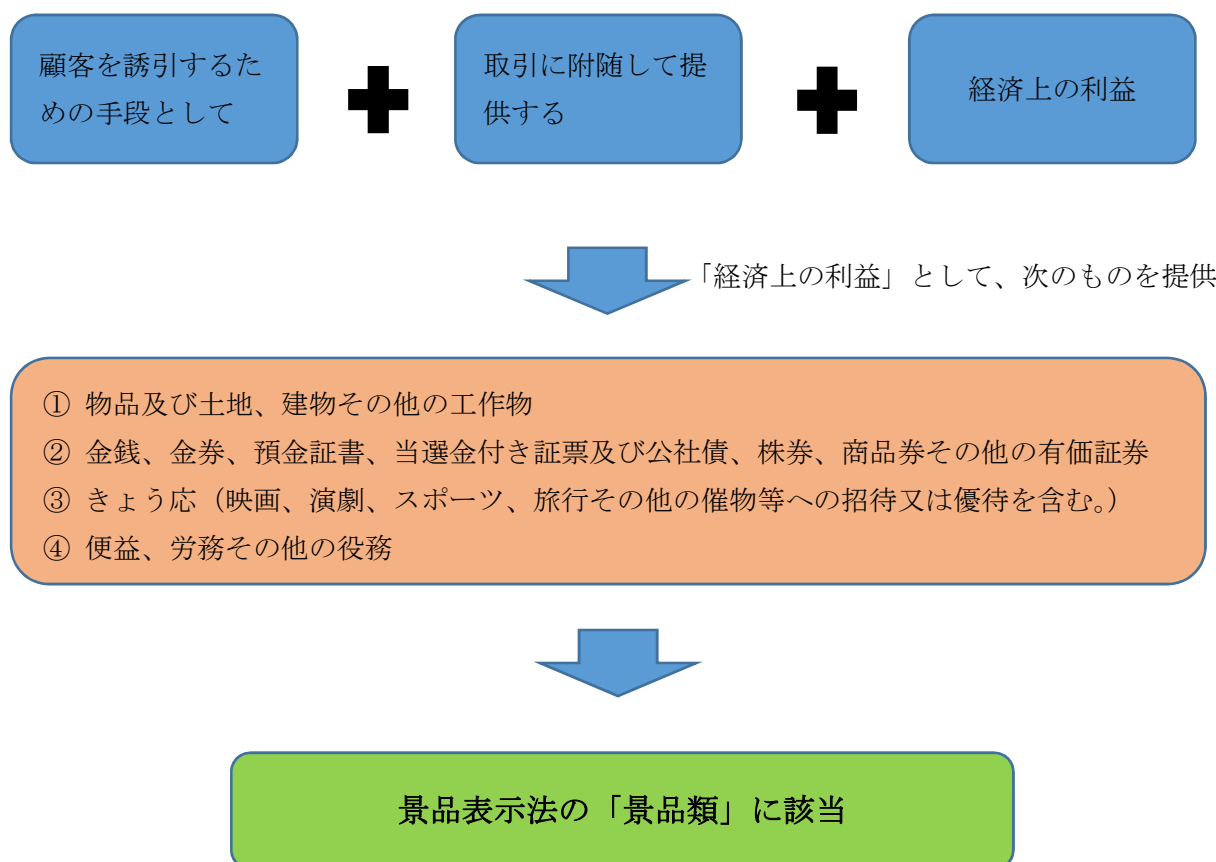 顧客を誘引するた
めの手段として
取引に附随して提
供する
経済上の利益
「経済上の利益」として、次のものを提供
① 物品及び土地、建物その他の工作物
② 金銭、金券、預金証書、当選金付き証票及び公社債、株券、商品券その他の有価証券
③ きょう応（映画、演劇、スポーツ、旅行その他の催物等への招待又は優待を含む。）
④ 便益、労務その他の役務
景品表示法の「景品類」に該当